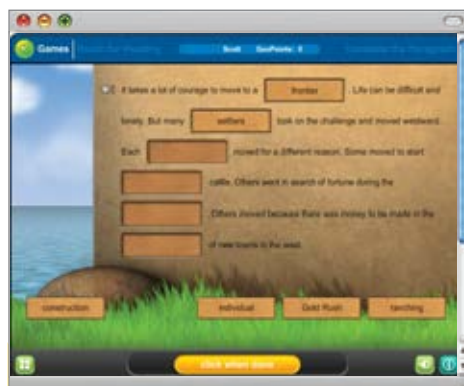 Games
Scott GeoPoints: 0
It takes a lot of courage to move to a frontier . Life can be difficult and
lonely. But many settlers took on the challenge and moved westward.
Each moved for a different reason. Some moved to start
cattle. Others went in search of fortune during the
. Others moved because there was money to be made in the
of new towns in the west.
construction individual Gold Rush ranching
click when done